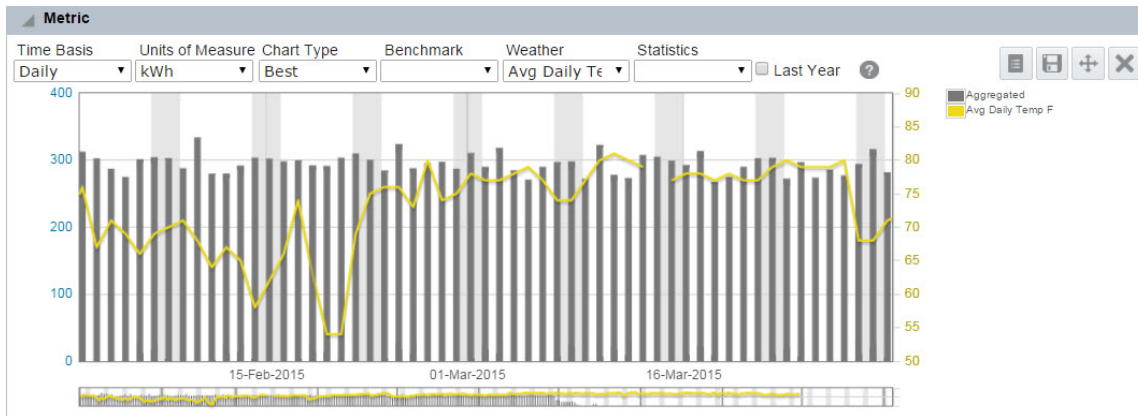 Metric
Time Basis Units of Measure Chart Type Benchmark Weather Statistics
Daily kWh Best Avg Daily Te Last Year ?
400 90
Aggregated
Avg Daily Temp F
85
300 80
75
200 70
65
100 60
55
0 50
15-Feb-2015 01-Mar-2015 16-Mar-2015